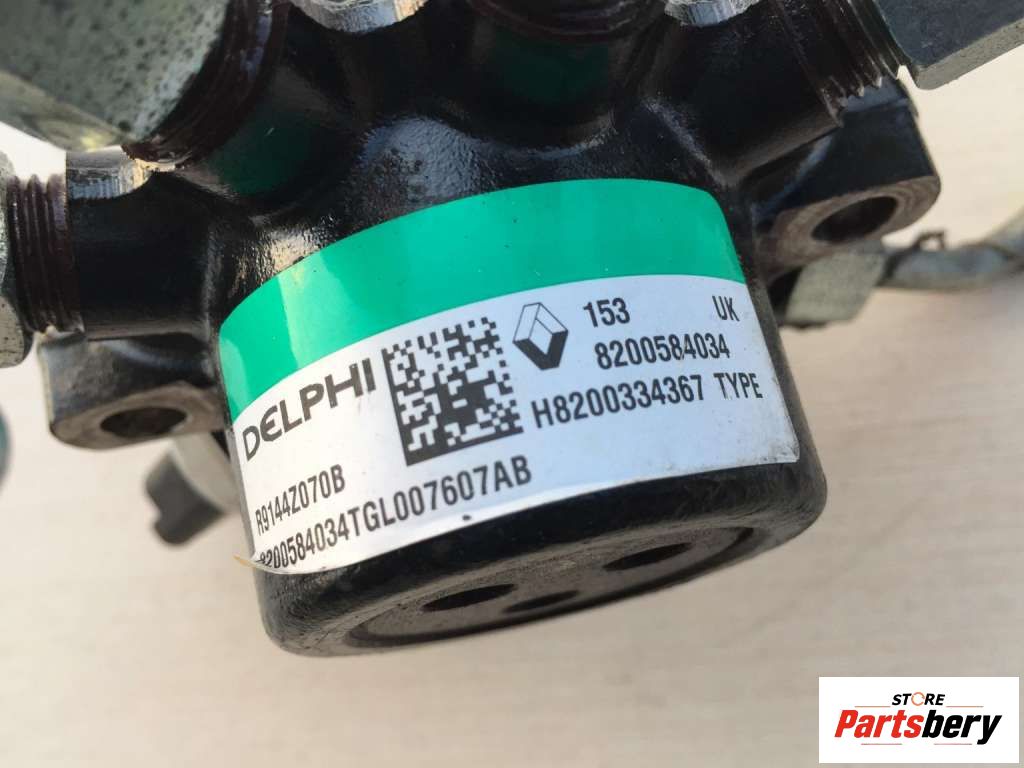 DELPHI
153 UK
8200584034
H8200334367 TYPE
R9144Z070B
8200584034TGL007607AB
STORE
Partsbery